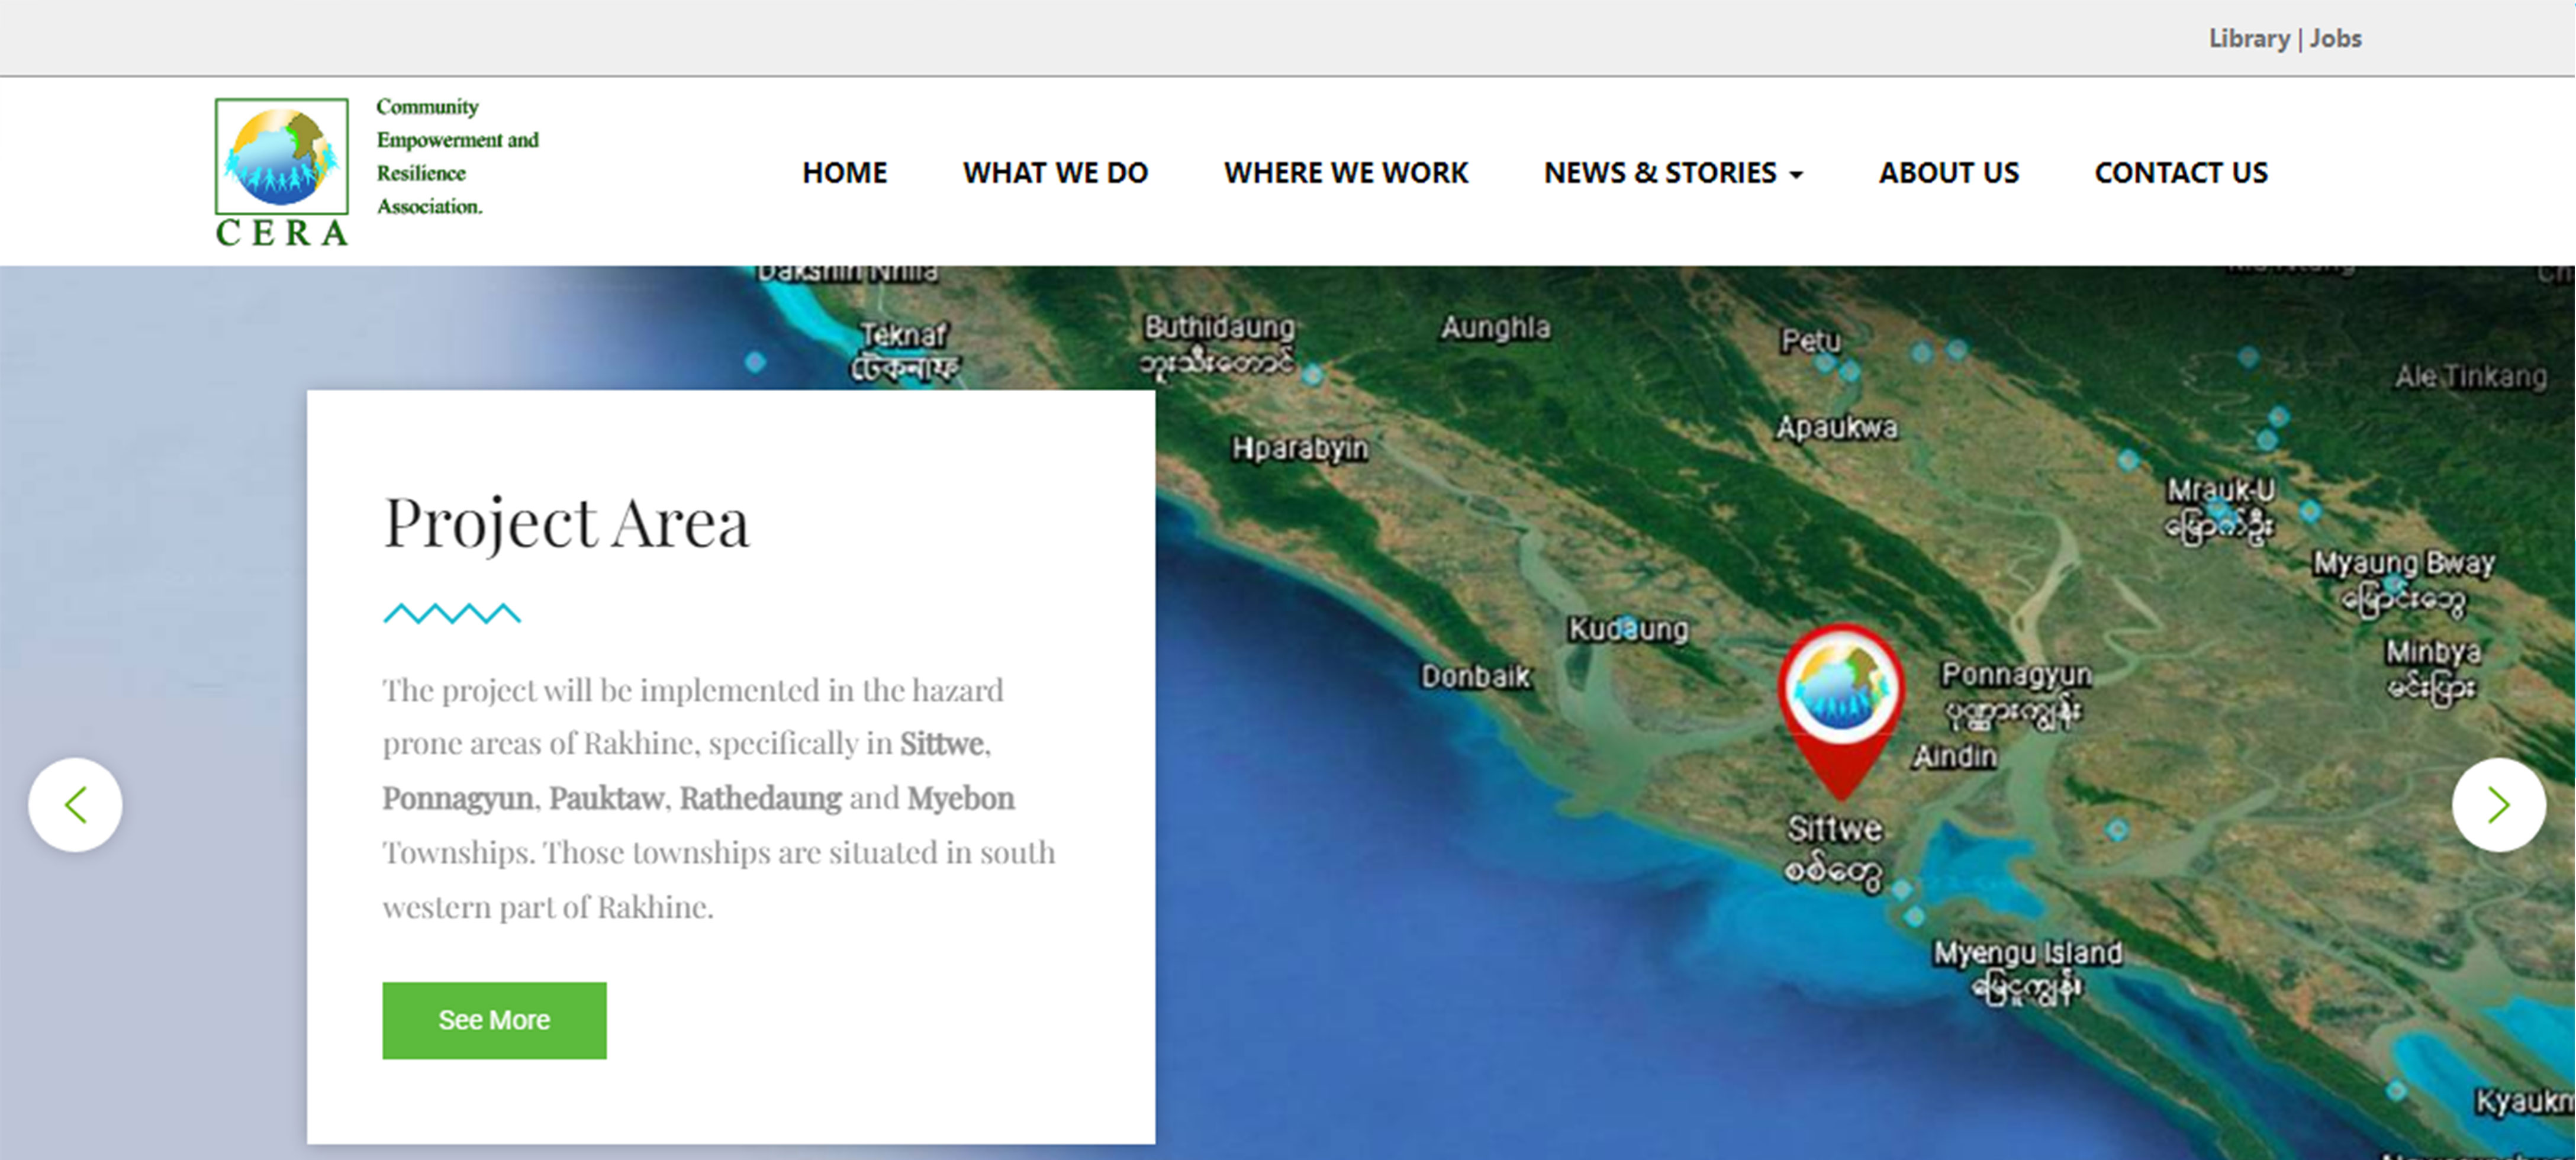 Library | Jobs
Community
Empowerment and
Resilience
Association.
CERA
HOME WHAT WE DO WHERE WE WORK NEWS & STORIES ABOUT US CONTACT US
Dakshin Nhila
Teknaf
টেকনাফ
Buthidaung
ဘူးသီးတောင်
Aunghla
Petu
Ale Tinkang
Apaukwa
Hparabyin
Mrauk-U
မြောက်ဦး
Myaung Bway
မြောင်းဘွေ
Kudaung
Minbya
မင်းပြား
Donbaik
Ponnagyun
ပုဏ္ဏားကျွန်း
Aindin
Sittwe
စစ်တွေ
Myengu Island
မြေငူကျွန်း
Project Area
The project will be implemented in the hazard
prone areas of Rakhine, specifically in Sittwe,
Ponnagyun, Pauktaw, Rathedaung and Myebon
Townships. Those townships are situated in south
western part of Rakhine.
See More